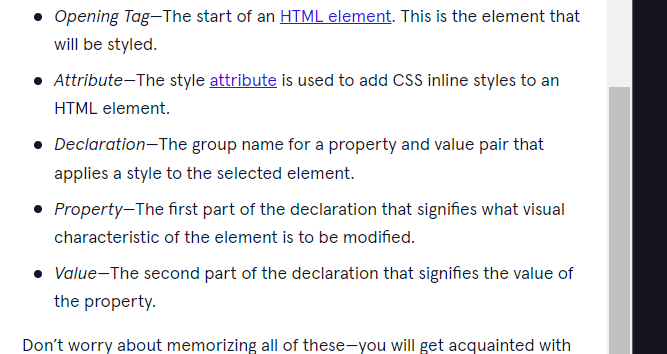 Opening Tag—The start of an HTML element. This is the element that
will be styled.
Attribute—The style attribute is used to add CSS inline styles to an
HTML element.
Declaration—The group name for a property and value pair that
applies a style to the selected element.
Property—The first part of the declaration that signifies what visual
characteristic of the element is to be modified.
Value—The second part of the declaration that signifies the value of
the property.
Don’t worry about memorizing all of these—you will get acquainted with